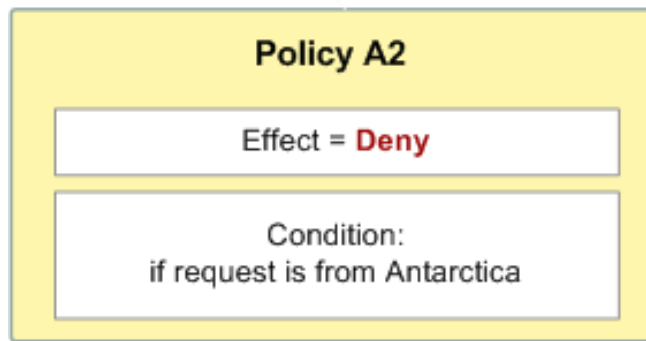 Policy A2
Effect = Deny
Condition:
if request is from Antarctica